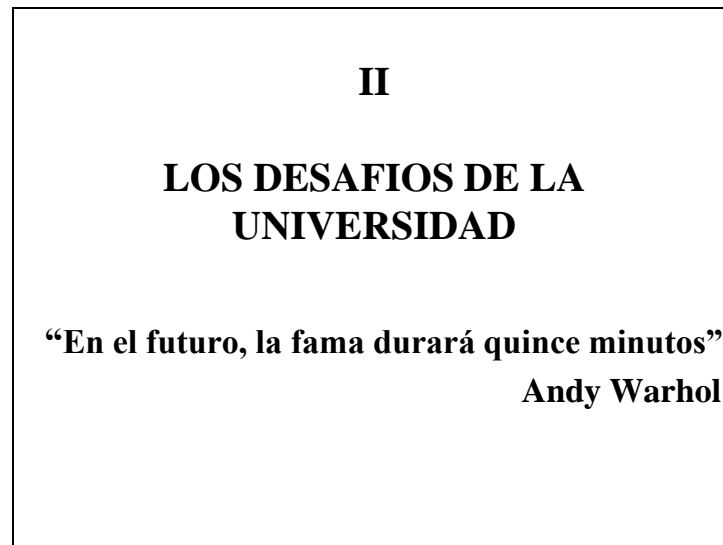 II
LOS DESAFIOS DE LA
UNIVERSIDAD
“En el futuro, la fama durará quince minutos”
Andy Warhol